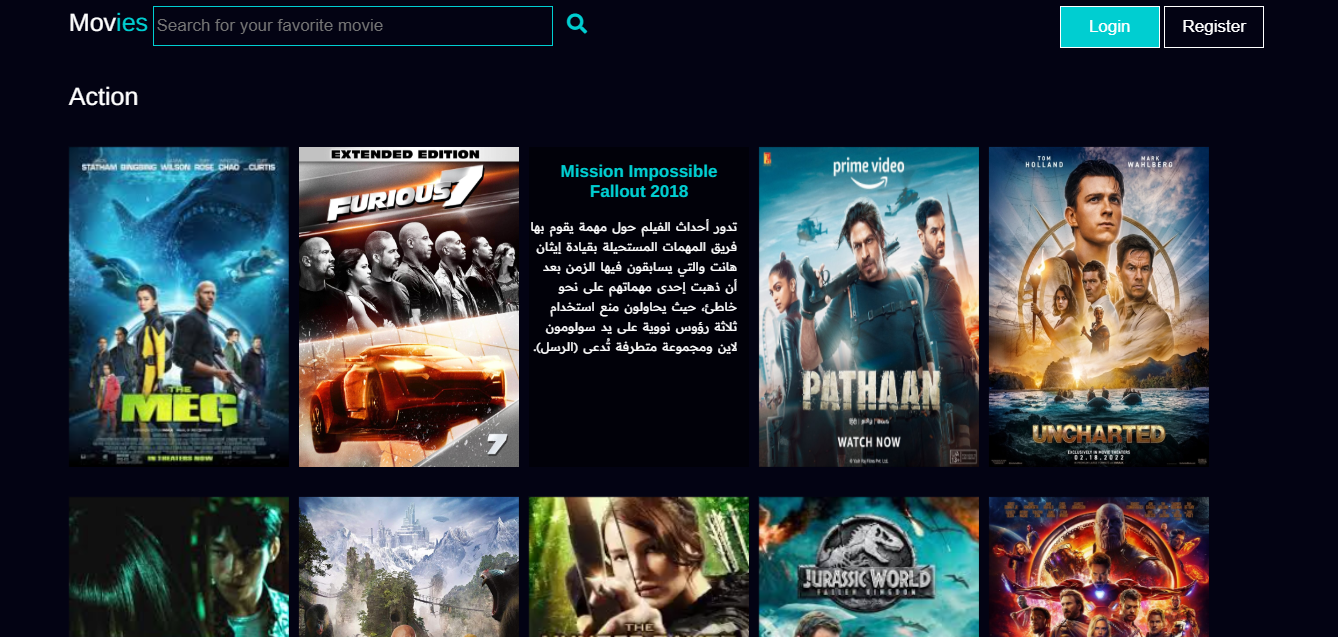 Movies
Search for your favorite movie
Login
Register
Action
STATHAM BINGBING WILSON ROSE CHAO CURTIS
THE
MEG
IN THEATERS NOW
EXTENDED EDITION
FURIOUS 7
7
Mission Impossible
Fallout 2018
تدور أحداث الفيلم حول مهمة يقوم بها
فريق المهمات المستحيلة بقيادة إيثان
هانت والتي يسابقون فيها الزمن بعد
أن ذهبت إحدى مهماتهم على نحو
خاطئ، حيث يحاولون منع استخدام
ثلاثة رؤوس نووية على يد سولومون
لاين ومجموعة متطرفة تُدعى (الرسل).
prime video
PATHAAN
WATCH NOW
TOM
HOLLAND
MARK
WAHLBERG
UNCHARTED
EXCLUSIVELY IN MOVIE THEATERS
02.18.2022
THE
JURASSIC WORLD
FALLEN KINGDOM